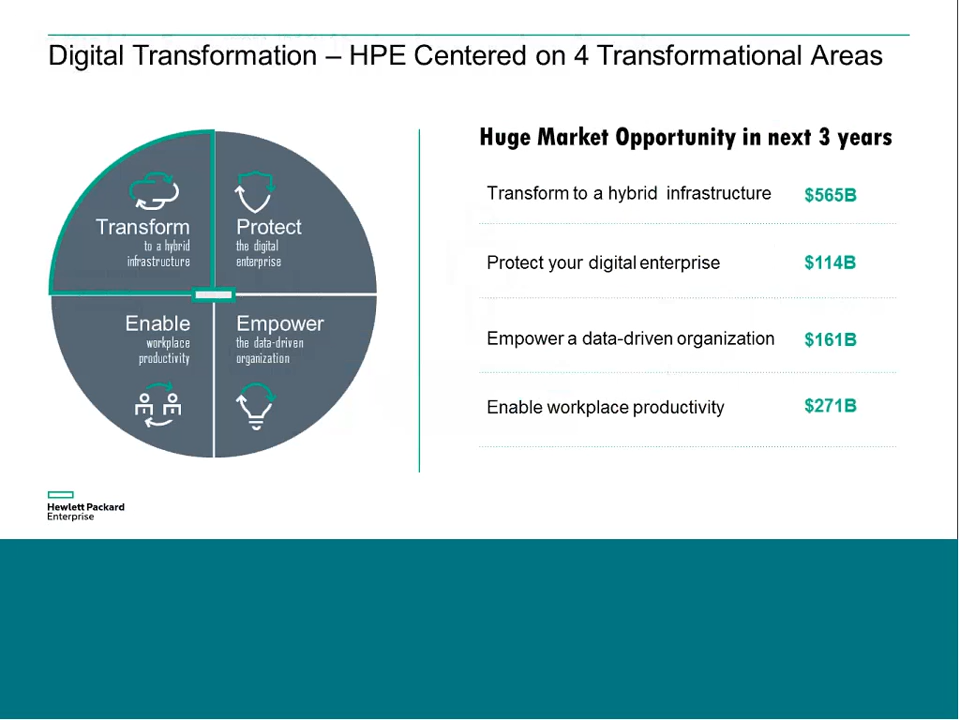 Digital Transformation – HPE Centered on 4 Transformational Areas
Transform
to a hybrid
infrastructure
Protect
the digital
enterprise
Enable
workplace
productivity
Empower
the data-driven
organization
Huge Market Opportunity in next 3 years
Transform to a hybrid infrastructure $565B
Protect your digital enterprise $114B
Empower a data-driven organization $161B
Enable workplace productivity $271B
Hewlett Packard
Enterprise